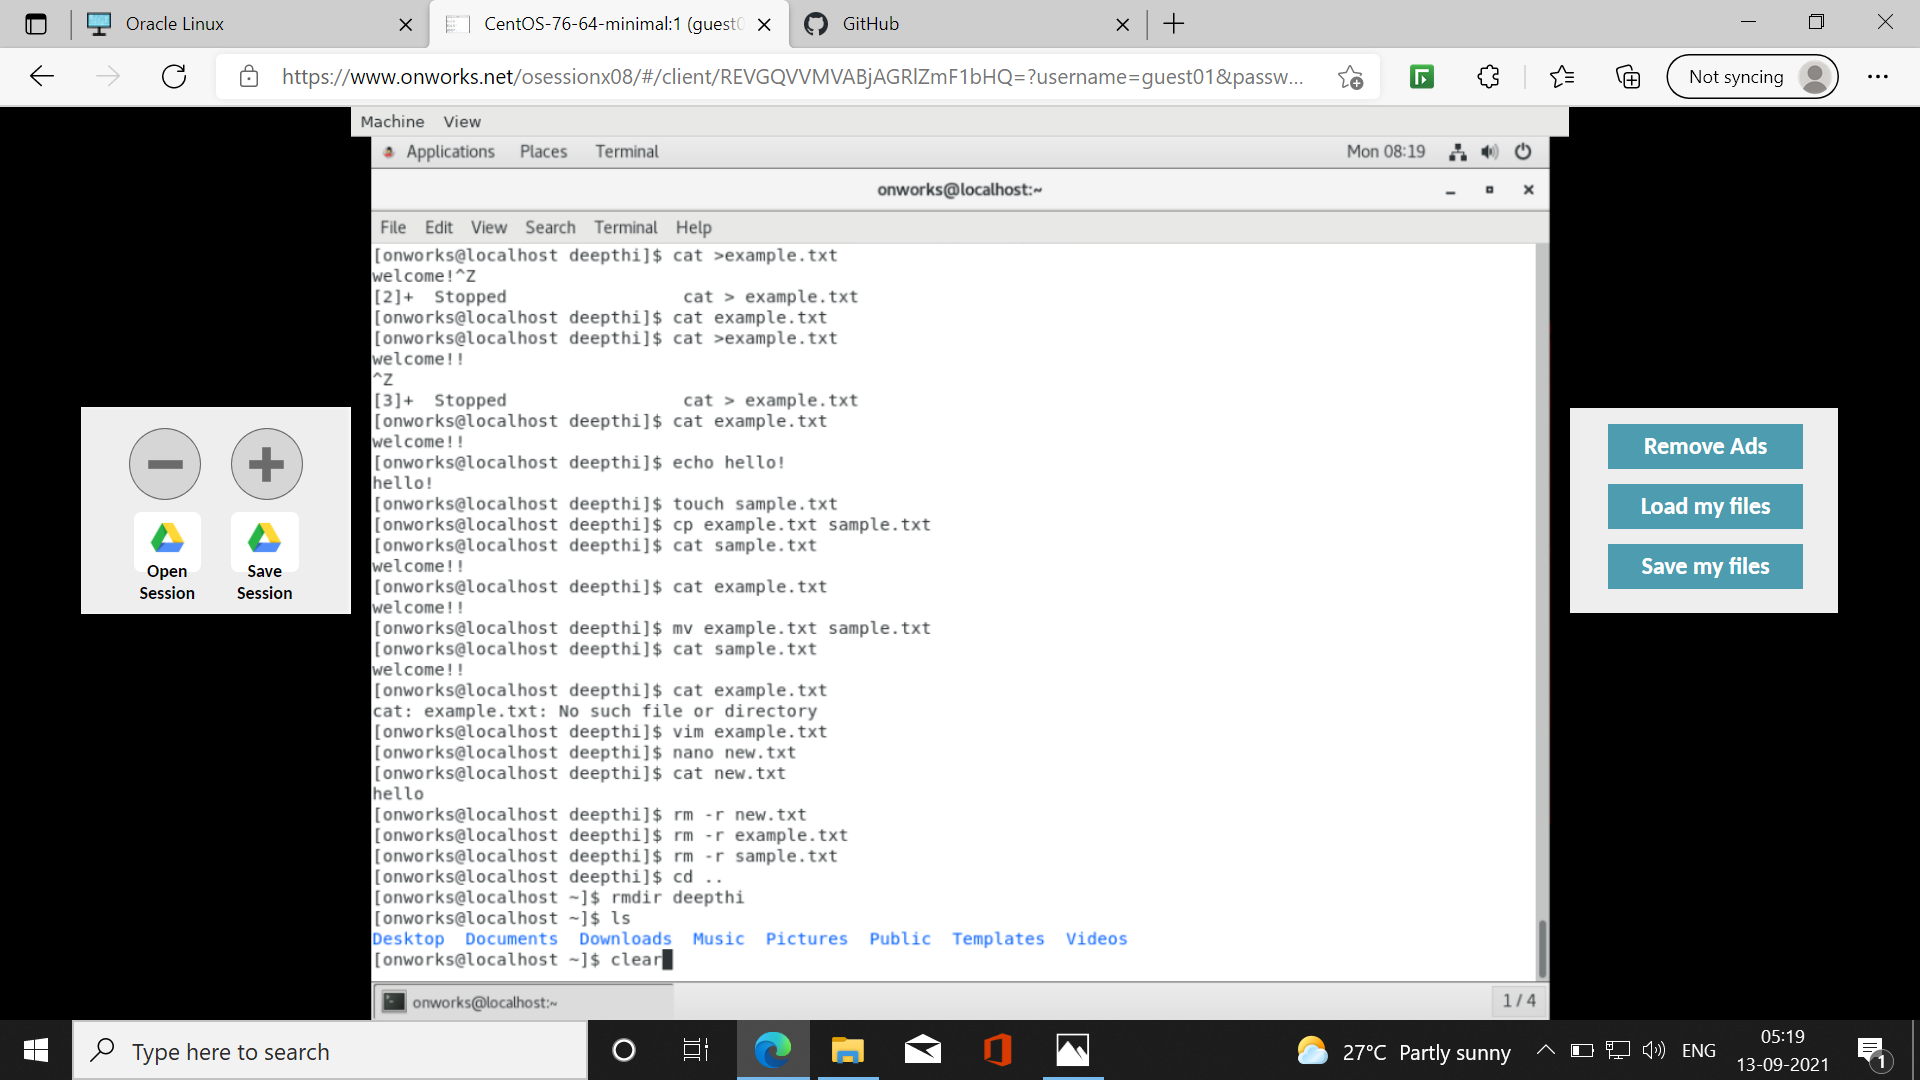 Oracle Linux
CentOS-76-64-minimal:1 (guest0
GitHub
https://www.onworks.net/osessionx08/#/client/REVGQVVMVABjAGRlZmF1bHQ=?username=guest01&passw...
Not syncing
Machine View
Applications Places Terminal Mon 08:19
onworks@localhost:~
File Edit View Search Terminal Help
[onworks@localhost deepthi]$ cat >example.txt
welcome!^Z
[2]+  Stopped                 cat > example.txt
[onworks@localhost deepthi]$ cat example.txt
[onworks@localhost deepthi]$ cat >example.txt
welcome!!
^Z
[3]+  Stopped                 cat > example.txt
[onworks@localhost deepthi]$ cat example.txt
welcome!!
[onworks@localhost deepthi]$ echo hello!
hello!
[onworks@localhost deepthi]$ touch sample.txt
[onworks@localhost deepthi]$ cp example.txt sample.txt
[onworks@localhost deepthi]$ cat sample.txt
welcome!!
[onworks@localhost deepthi]$ cat example.txt
welcome!!
[onworks@localhost deepthi]$ mv example.txt sample.txt
[onworks@localhost deepthi]$ cat sample.txt
welcome!!
[onworks@localhost deepthi]$ cat example.txt
cat: example.txt: No such file or directory
[onworks@localhost deepthi]$ vim example.txt
[onworks@localhost deepthi]$ nano new.txt
[onworks@localhost deepthi]$ cat new.txt
hello
[onworks@localhost deepthi]$ rm -r new.txt
[onworks@localhost deepthi]$ rm -r example.txt
[onworks@localhost deepthi]$ rm -r sample.txt
[onworks@localhost deepthi]$ cd ..
[onworks@localhost ~]$ rmdir deepthi
[onworks@localhost ~]$ ls
Desktop  Documents  Downloads  Music  Pictures  Public  Templates  Videos
[onworks@localhost ~]$ clear
onworks@localhost:~
1 / 4
Open
Session
Save
Session
Remove Ads
Load my files
Save my files
Type here to search
27°C Partly sunny
ENG
05:19
13-09-2021
1